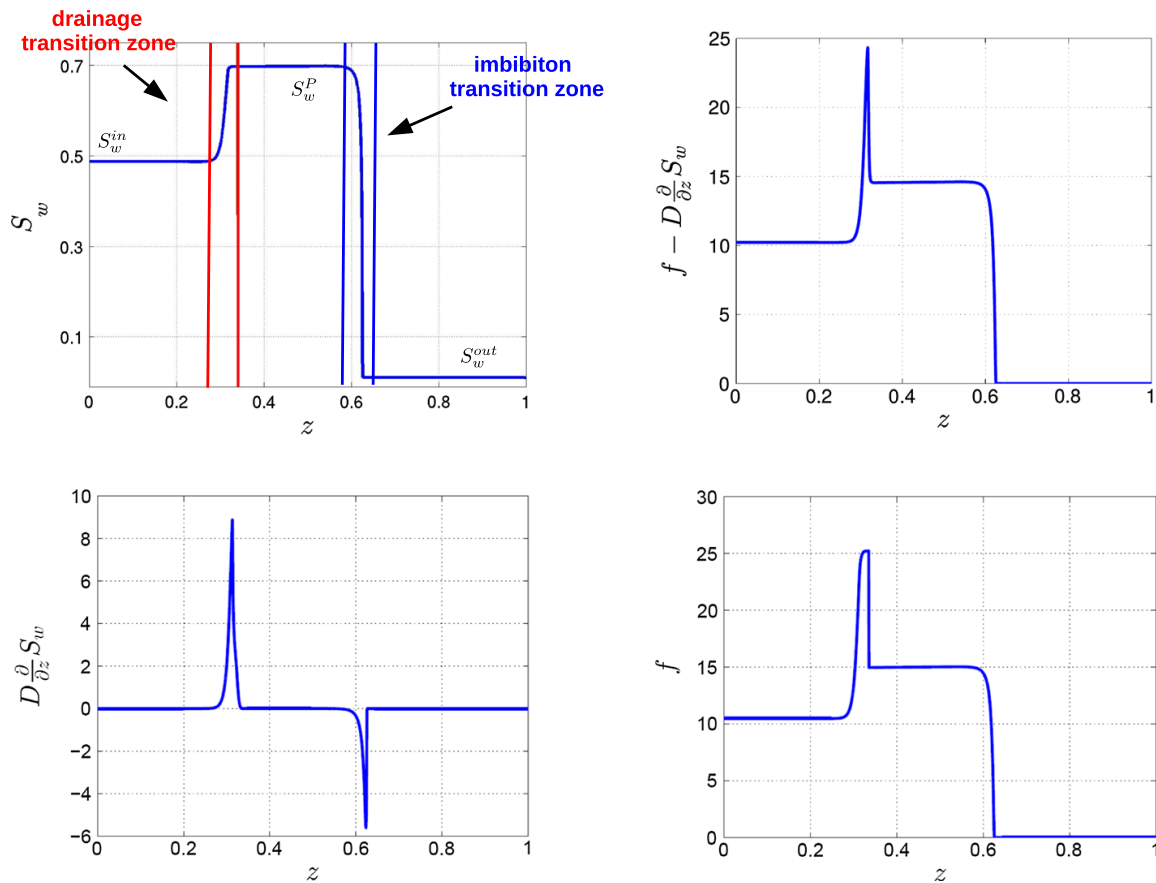 drainage
transition zone
imbibiton
transition zone
S_w^{in}
S_w^P
S_w^{out}
0.7
0.5
0.3
0.1
S_w
0 0.2 0.4 0.6 0.8 1
z
25
20
15
10
5
0
f − D \frac{∂}{∂z} S_w
0 0.2 0.4 0.6 0.8 1
z
10
8
6
4
2
0
−2
−4
−6
D \frac{∂}{∂z} S_w
0 0.2 0.4 0.6 0.8 1
z
30
25
20
15
10
5
0
f
0 0.2 0.4 0.6 0.8 1
z